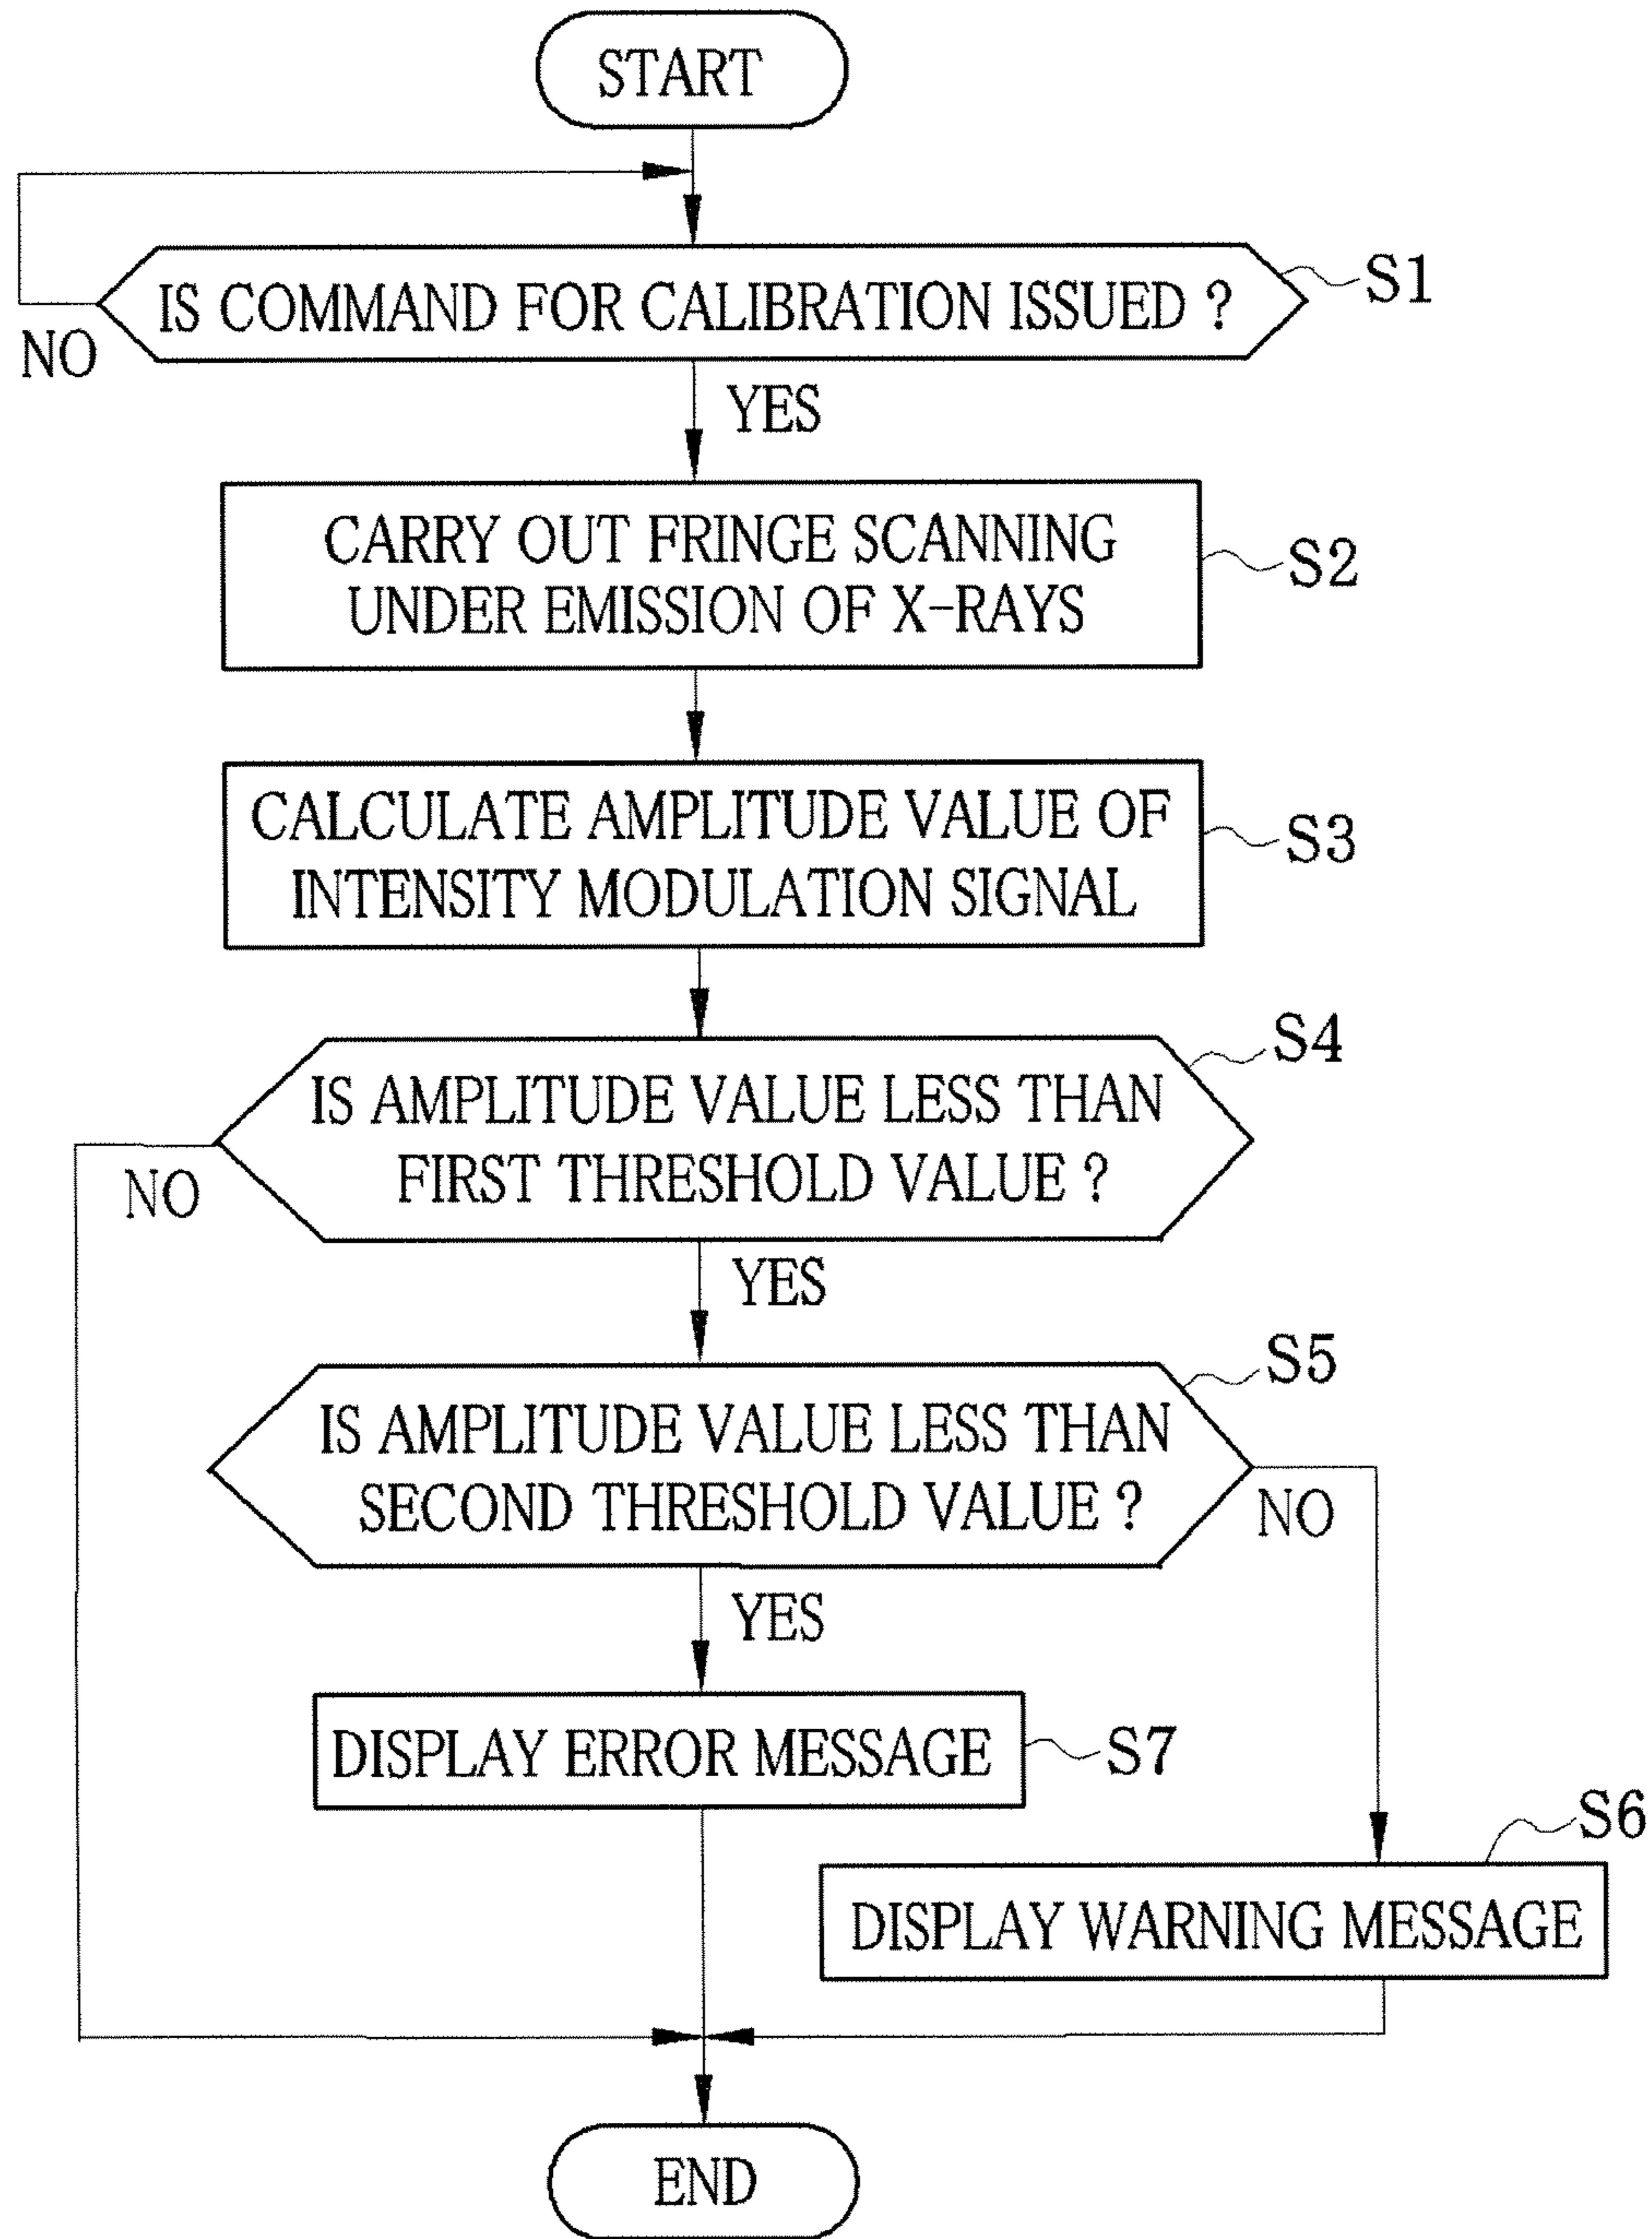 START
IS COMMAND FOR CALIBRATION ISSUED ?
S1
NO
YES
CARRY OUT FRINGE SCANNING
UNDER EMISSION OF X-RAYS
S2
CALCULATE AMPLITUDE VALUE OF
INTENSITY MODULATION SIGNAL
S3
IS AMPLITUDE VALUE LESS THAN
FIRST THRESHOLD VALUE ?
S4
NO
YES
IS AMPLITUDE VALUE LESS THAN
SECOND THRESHOLD VALUE ?
S5
NO
YES
DISPLAY ERROR MESSAGE
S7
S6
DISPLAY WARNING MESSAGE
END